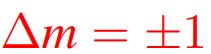 Δm = ±1